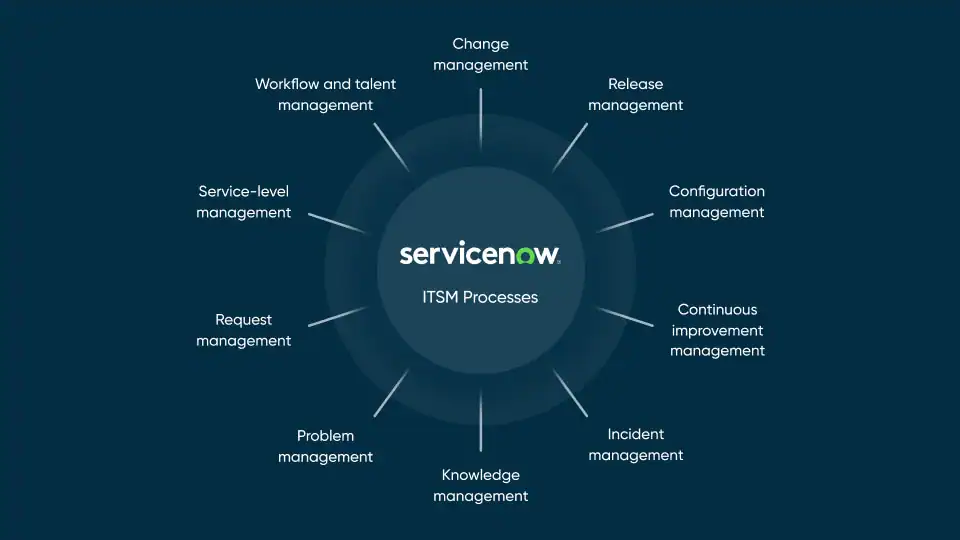 Change
management
Workflow and talent
management
Release
management
Service-level
management
Configuration
management
servicenow
ITSM Processes
Request
management
Continuous
improvement
management
Problem
management
Incident
management
Knowledge
management